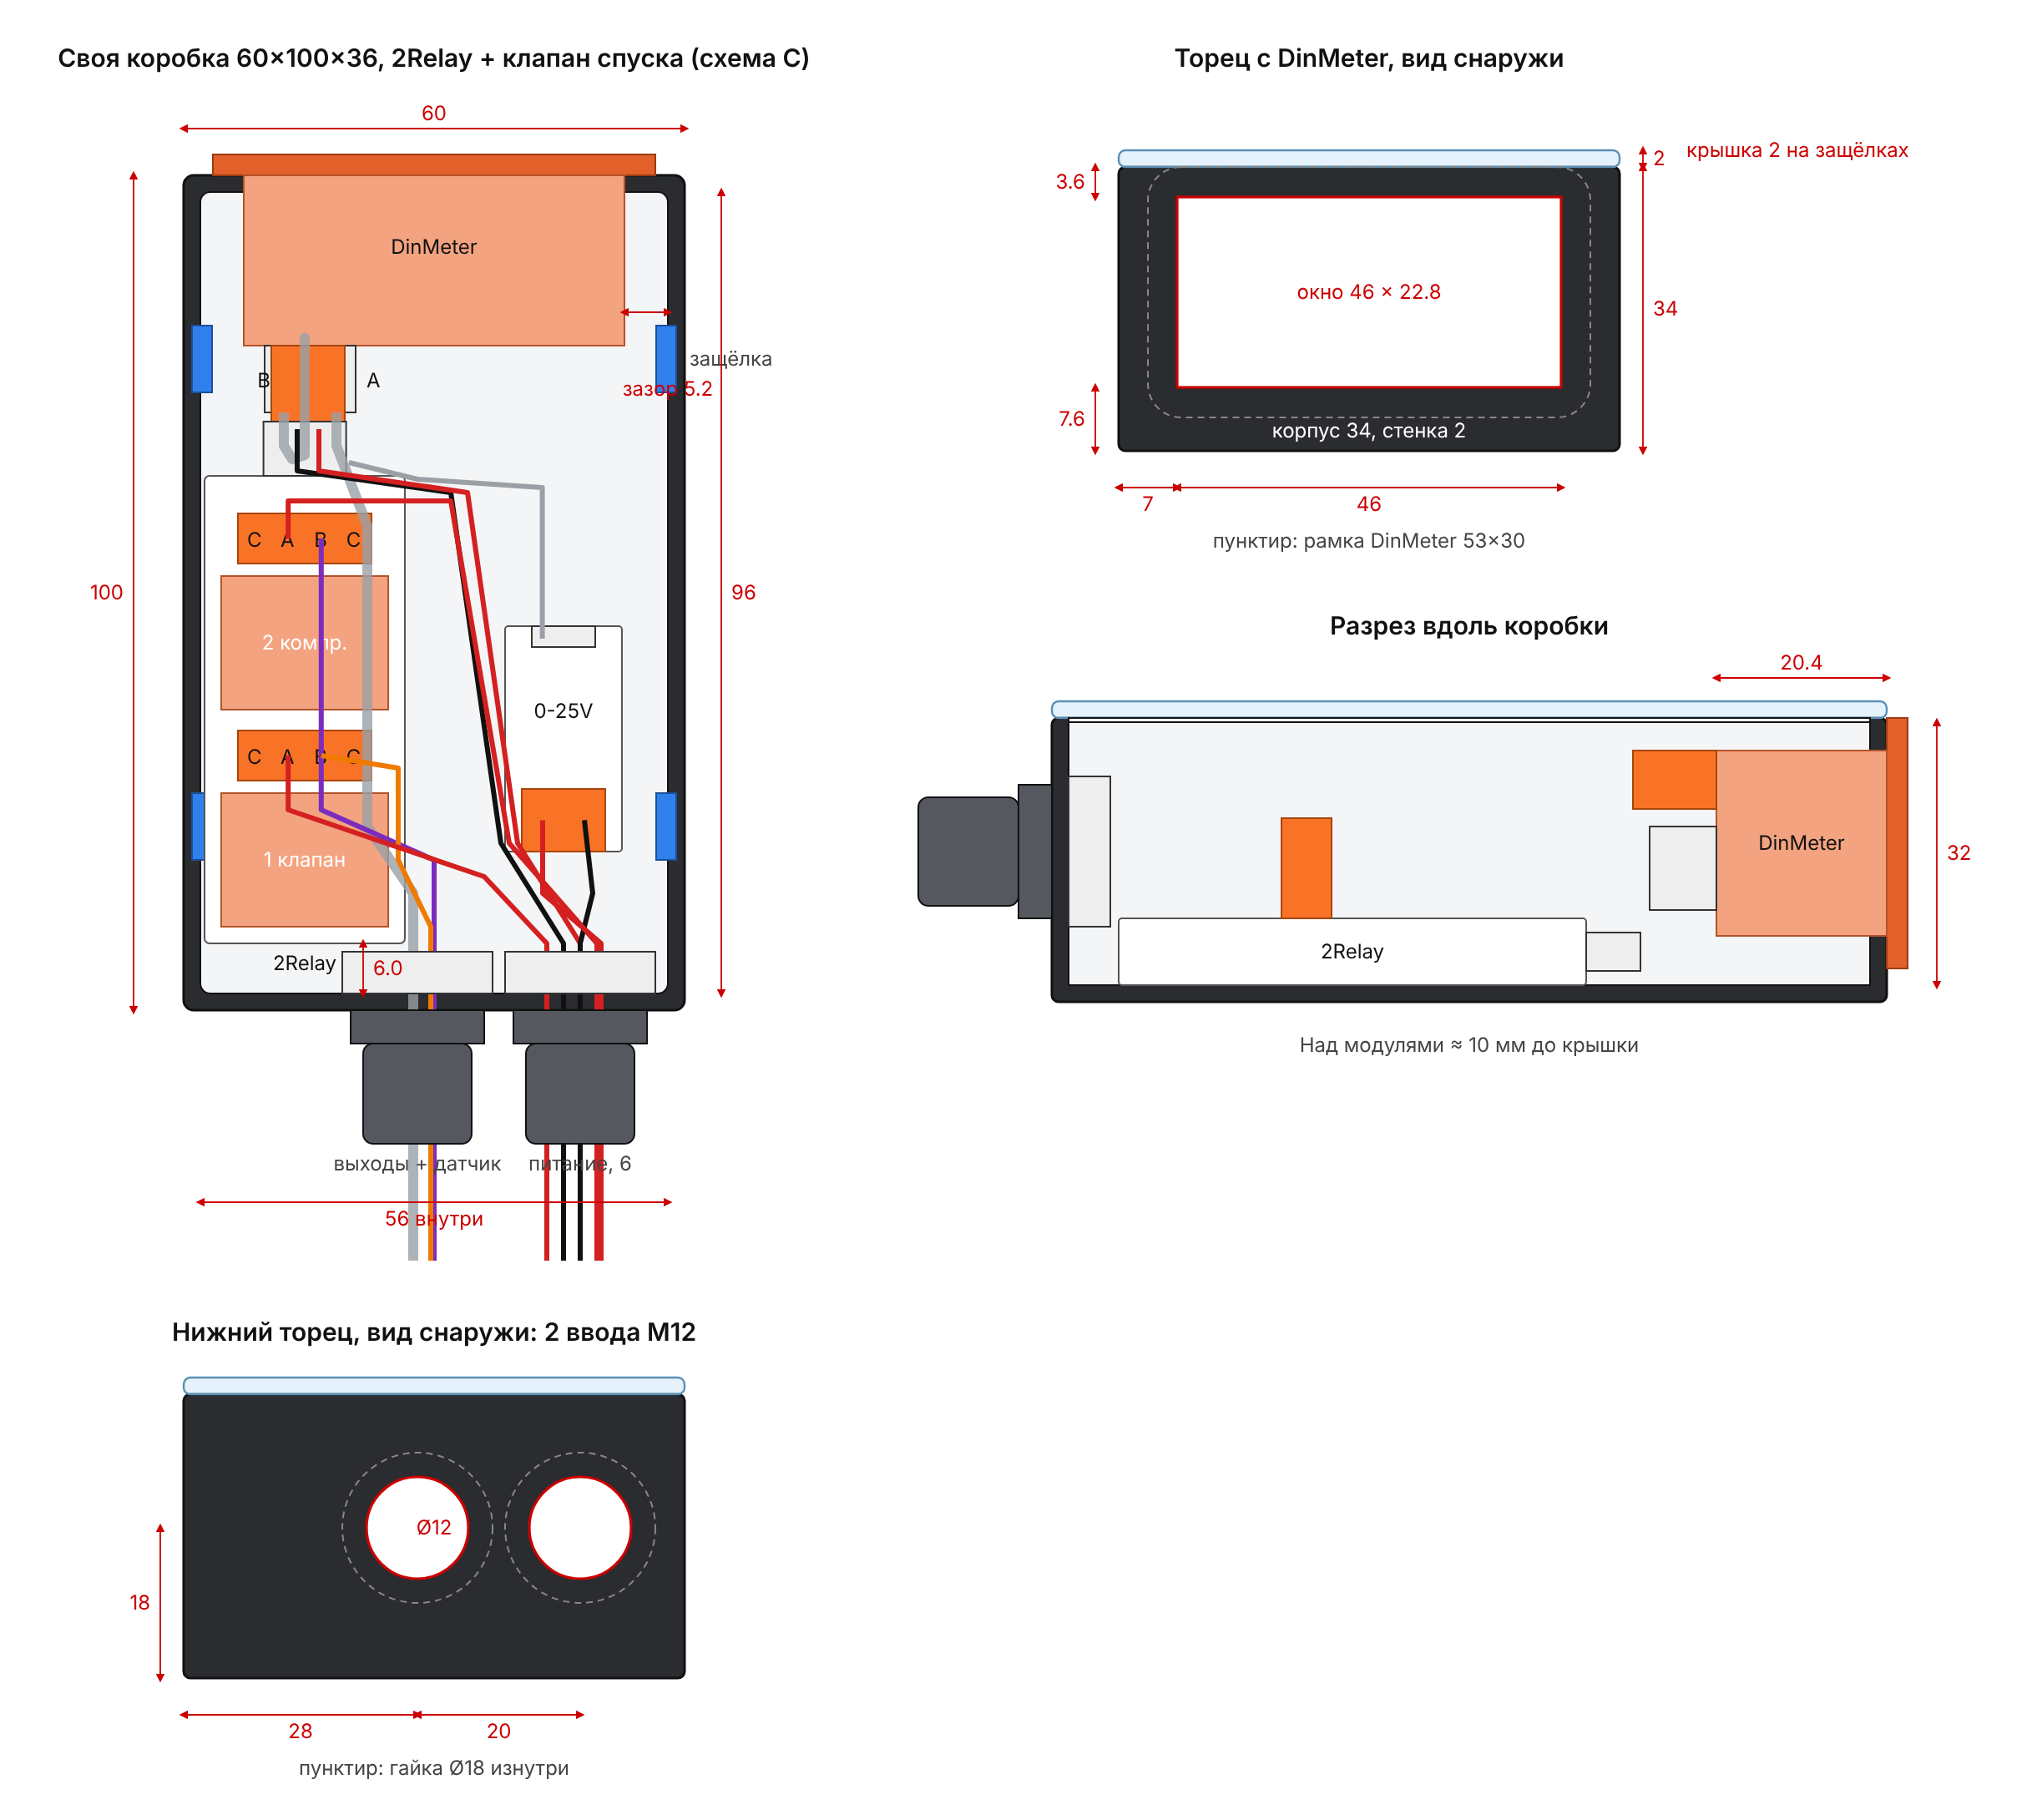 Своя коробка 60×100×36, 2Relay + клапан спуска (схема C)
60
DinMeter
B
A
защёлка
зазор 5.2
C A B C
100
96
2 компр.
0-25V
C A B C
1 клапан
2Relay
6.0
выходы + датчик
питание, 6
56 внутри
Торец с DinMeter, вид снаружи
2
крышка 2 на защёлках
3.6
окно 46 × 22.8
34
7.6
корпус 34, стенка 2
7
46
пунктир: рамка DinMeter 53×30
Разрез вдоль коробки
20.4
DinMeter
32
2Relay
Над модулями ≈ 10 мм до крышки
Нижний торец, вид снаружи: 2 ввода M12
Ø12
18
28
20
пунктир: гайка Ø18 изнутри